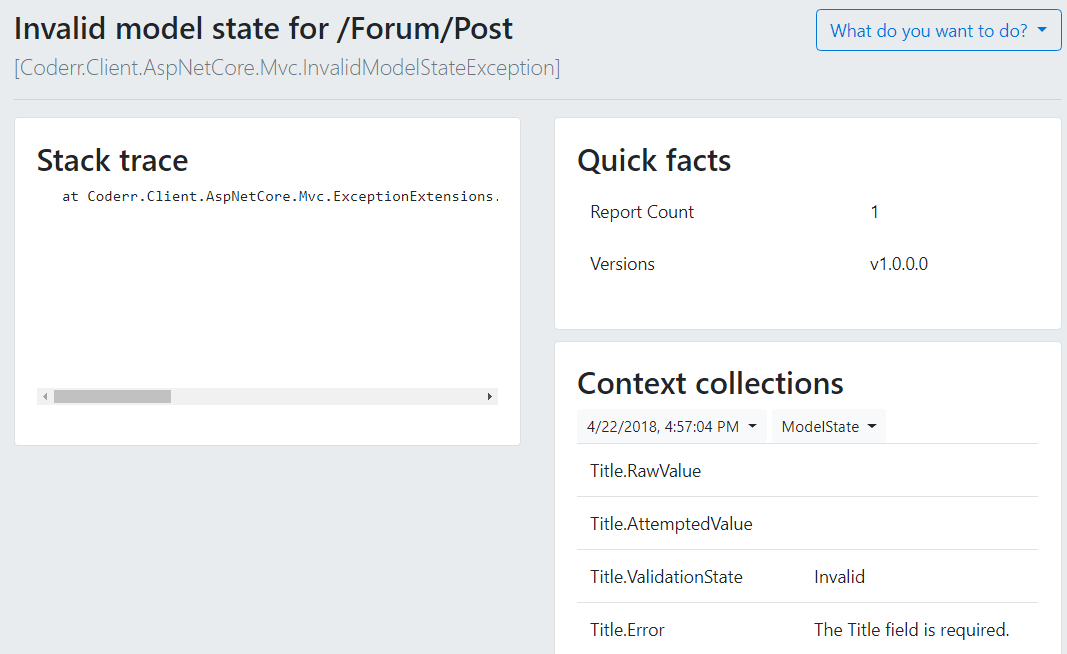 Invalid model state for /Forum/Post
What do you want to do?
[Coderr.Client.AspNetCore.Mvc.InvalidModelStateException]
Stack trace
at Coderr.Client.AspNetCore.Mvc.ExceptionExtensions.
Quick facts
Report Count 1
Versions v1.0.0.0
Context collections
4/22/2018, 4:57:04 PM ModelState
Title.RawValue
Title.AttemptedValue
Title.ValidationState Invalid
Title.Error The Title field is required.